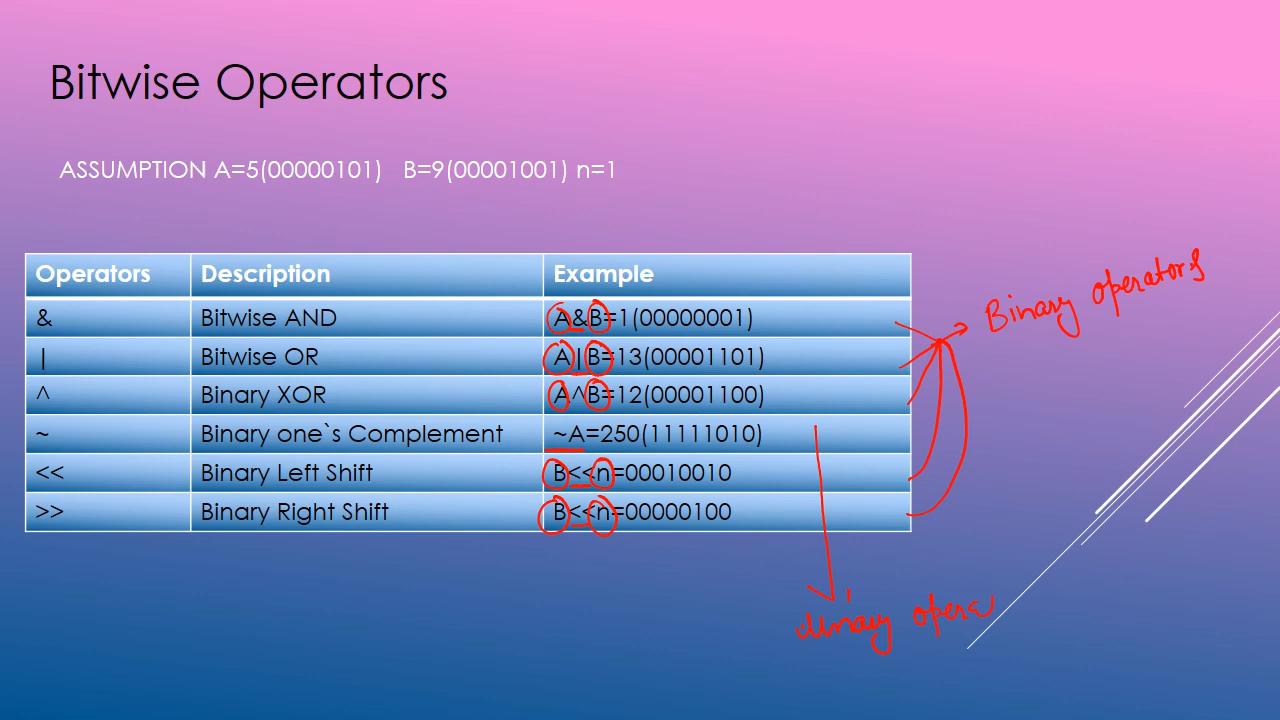 Bitwise Operators
ASSUMPTION A=5(00000101) B=9(00001001) n=1
Operators Description Example
& Bitwise AND A&B=1(00000001)
| Bitwise OR A|B=13(00001101)
^ Binary XOR A^B=12(00001100)
~ Binary one`s Complement ~A=250(11111010)
<< Binary Left Shift B<<n=00010010
>> Binary Right Shift B<<n=00000100
Binary operators
opera